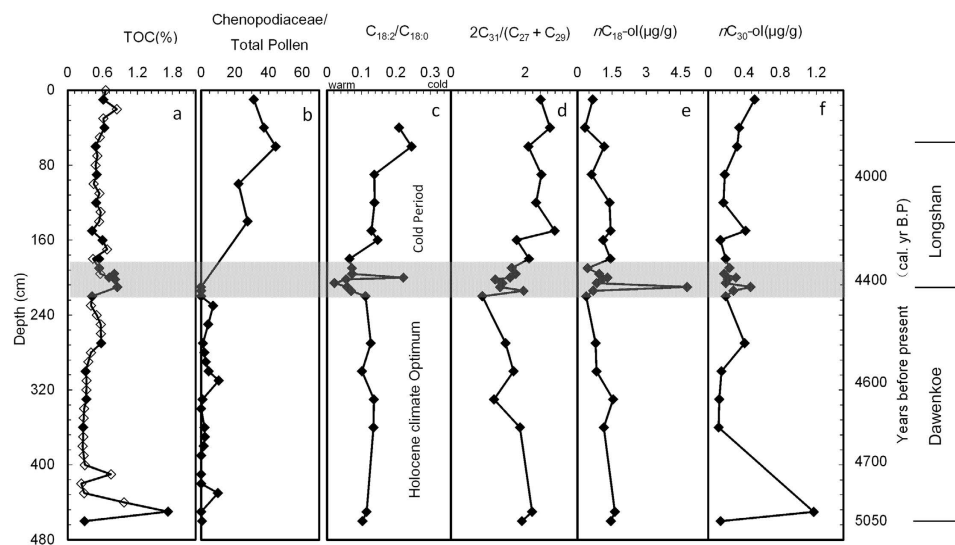 TOC(%)
0 0.6 1.2 1.8
Chenopodiaceae/
Total Pollen
0 20 40 60
C18:2/C18:0
0 0.1 0.2 0.3
warm cold
2C31/(C27 + C29)
0 2
nC18-ol(μg/g)
0 1.5 3 4.5
nC30-ol(μg/g)
0 0.4 0.8 1.2
a
b
c
d
e
f
Depth (cm)
0
80
160
240
320
400
480
Cold Period
Holocene climate Optimum
4000
4400
4600
4700
5050
Years before present (cal. yr B.P)
Longshan
Dawenkoe